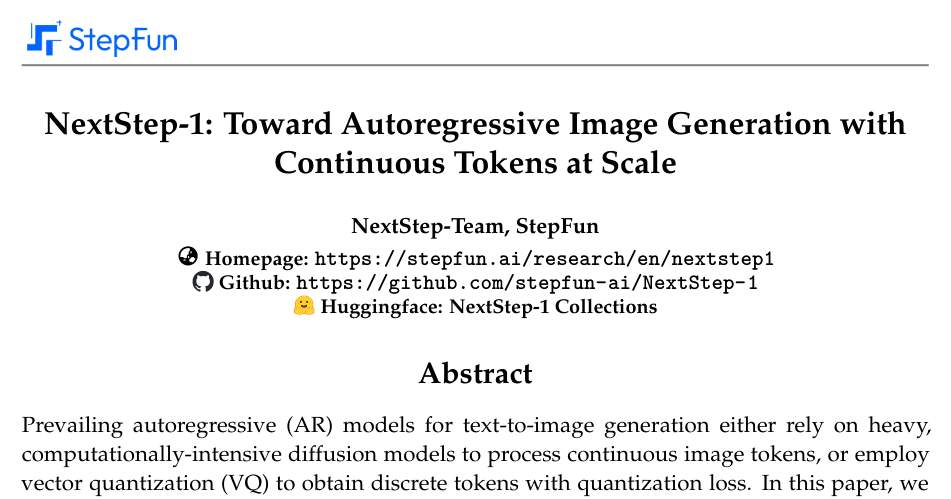 StepFun
NextStep-1: Toward Autoregressive Image Generation with
Continuous Tokens at Scale
NextStep-Team, StepFun
Homepage: https://stepfun.ai/research/en/nextstep1
Github: https://github.com/stepfun-ai/NextStep-1
Huggingface: NextStep-1 Collections
Abstract
Prevailing autoregressive (AR) models for text-to-image generation either rely on heavy,
computationally-intensive diffusion models to process continuous image tokens, or employ
vector quantization (VQ) to obtain discrete tokens with quantization loss. In this paper, we